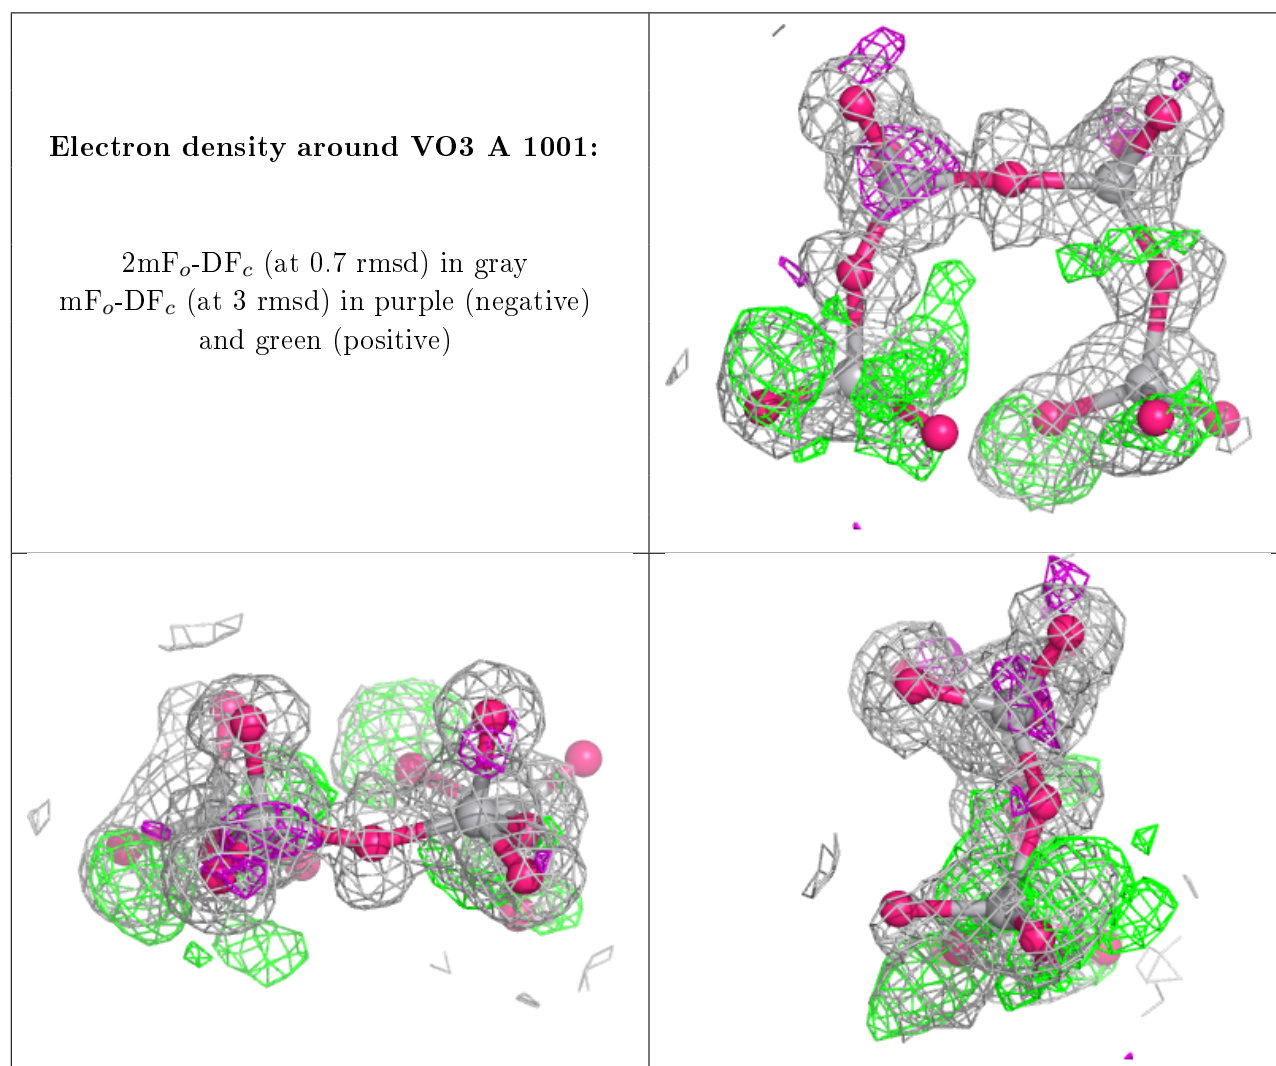 Electron density around VO3 A 1001:
2mFo-DFc (at 0.7 rmsd) in gray
mFo-DFc (at 3 rmsd) in purple (negative)
and green (positive)